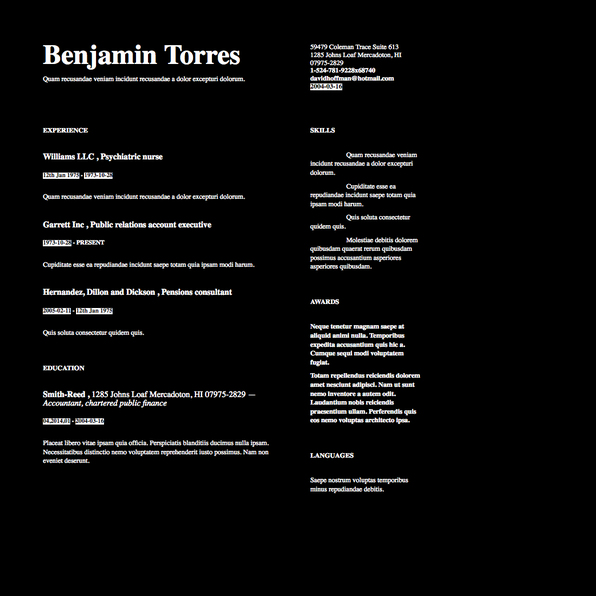 Benjamin Torres
Quam recusandae veniam incidunt recusandae a dolor excepturi dolorum.
59479 Coleman Trace Suite 613
1285 Johns Loaf Mercadoton, HI
07975-2829
1-524-781-9228x68740
davidhoffman@hotmail.com
2004-03-16
EXPERIENCE
Williams LLC , Psychiatric nurse
12th Jan 1975 - 1973-10-28
Quam recusandae veniam incidunt recusandae a dolor excepturi dolorum.
Garrett Inc , Public relations account executive
- PRESENT
Cupiditate esse ea repudiandae incidunt saepe totam quia ipsam modi harum.
Hernandez, Dillon and Dickson , Pensions consultant
2005-02-11 - 12th Jan 1975
Quis soluta consectetur quidem quis.
EDUCATION
Smith-Reed , 1285 Johns Loaf Mercadoton, HI 07975-2829 —
Accountant, chartered public finance
04,2014,01 - 2004-03-16
Placeat libero vitae ipsam quia officia. Perspiciatis blanditiis ducimus nulla ipsam.
Necessitatibus distinctio nemo voluptatem reprehenderit iusto possimus. Nam non
eveniet deserunt.
SKILLS
Quam recusandae veniam
incidunt recusandae a dolor excepturi
dolorum.
Cupiditate esse ea
repudiandae incidunt saepe totam quia
ipsam modi harum.
Quis soluta consectetur
quidem quis.
Molestiae debitis dolorem
quibusdam quaerat rerum quibusdam
possimus accusantium asperiores
asperiores quibusdam.
AWARDS
Neque tenetur magnam saepe at
aliquid animi nulla. Temporibus
expedita accusantium quis hic a.
Cumque sequi modi voluptatem
fugiat.
Totam repellendus reiciendis dolorem
amet nesciunt adipisci. Nam ut sunt
nemo inventore a autem odit.
Laudantium nobis reiciendis
praesentium ullam. Perferendis quis
eos nemo voluptas architecto ipsa.
LANGUAGES
Saepe nostrum voluptas temporibus
minus repudiandae debitis.